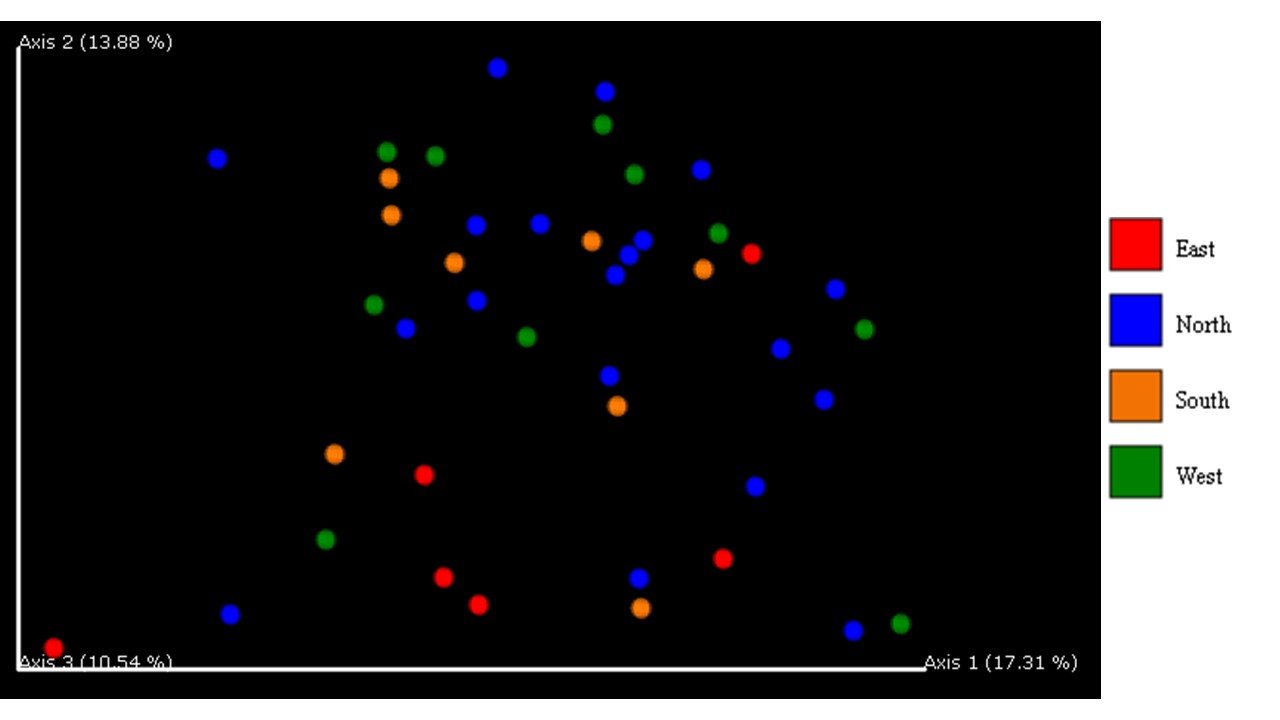 Axis 2 (13.88 %)
East
North
South
West
Axis 3 (10.54 %)
Axis 1 (17.31 %)